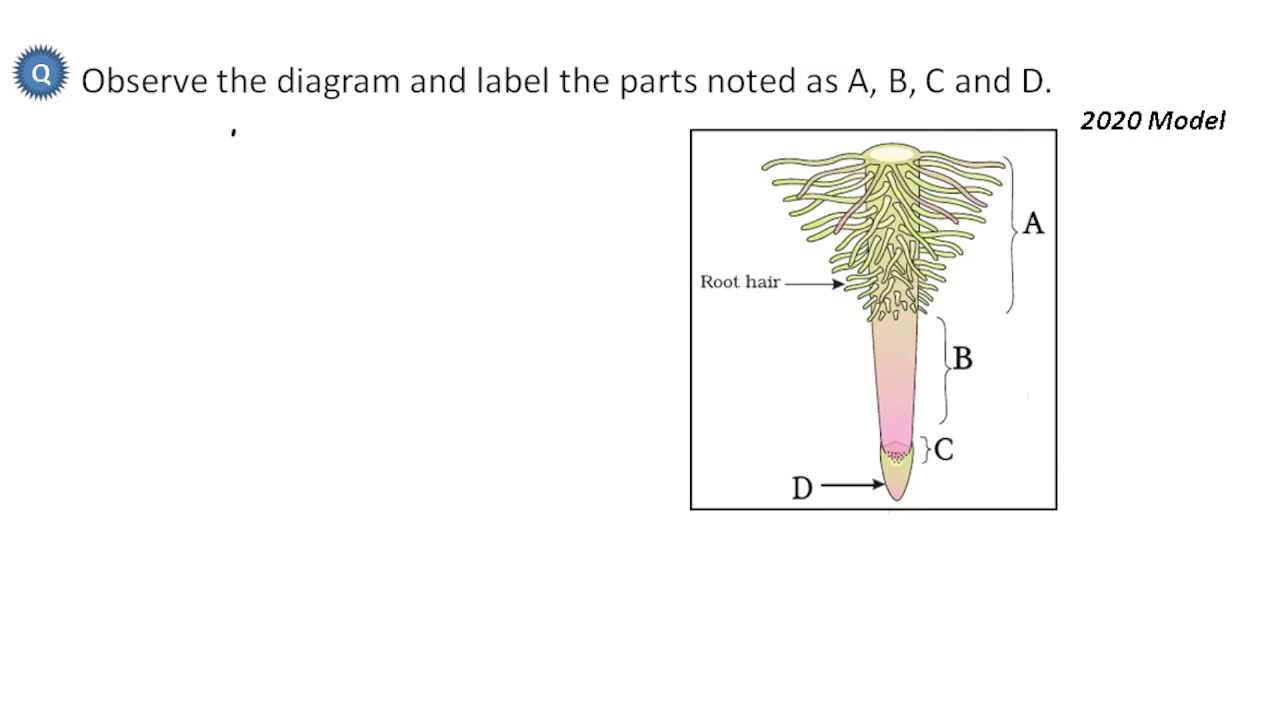 Q Observe the diagram and label the parts noted as A, B, C and D.
2020 Model
A
Root hair
B
C
D